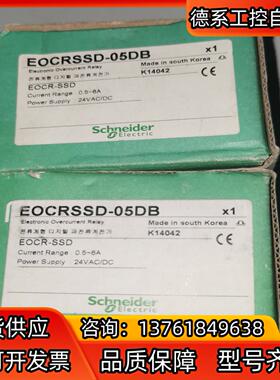 德系工控自
EOCRSSD-05DB x1
Electronic Overcurrent Relay Made in south Korea
K14042
EOCR-SSD
Current Range 0.5~6A
Power Supply 24VAC/DC
Schneider
Electric
EOCRSSD-05DB x1
Electronic Overcurrent Relay Made in south Korea
K14042
EOCR-SSD
Current Range 0.5~6A
Power Supply 24VAC/DC
Schneider
Electric
货供应 咨询：13761849638
可开发票 品质保障 型号齐